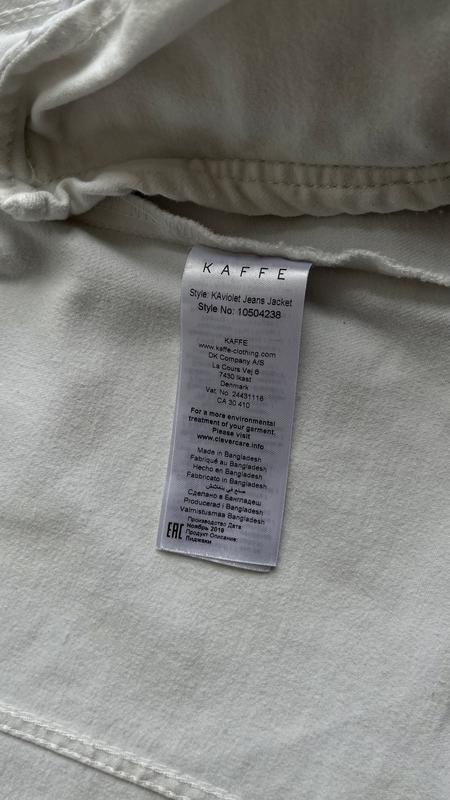 KAFFE
Style: KAviolet Jeans Jacket
Style No: 10504238
KAFFE
www.kaffe-clothing.com
DK Company A/S
La Cours Vej 6
7430 Ikast
Denmark
Vat. No. 24431118
CA 30 410
For a more environmental
treatment of your garment.
Please visit
www.clevercare.info
Made in Bangladesh
Fabriqué au Bangladesh
Hecho en Bangladesh
Fabbricato in Bangladesh
صنع في بنغلاديش
Сделано в Бангладеш
Producerad i Bangladesh
Valmistusmaa Bangladesh
EAC Производство Дата
Ноябрь 2019
Продукт Описание:
Пиджаки